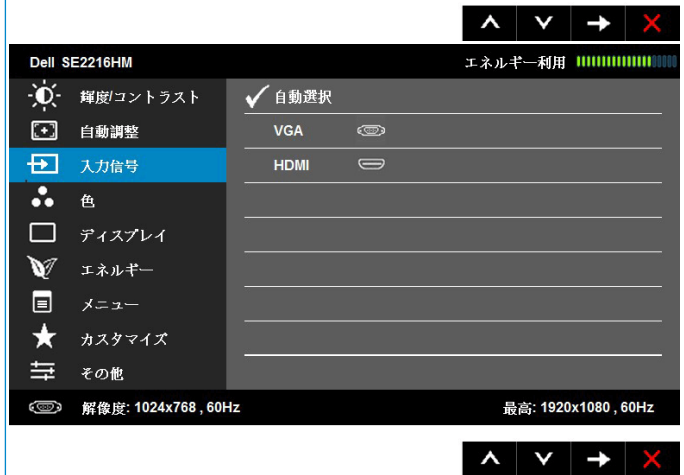 Dell SE2216HM エネルギー利用
輝度/コントラスト 自動選択
自動調整 VGA
入力信号 HDMI
色
ディスプレイ
エネルギー
メニュー
カスタマイズ
その他
解像度: 1024x768 , 60Hz 最高: 1920x1080 , 60Hz